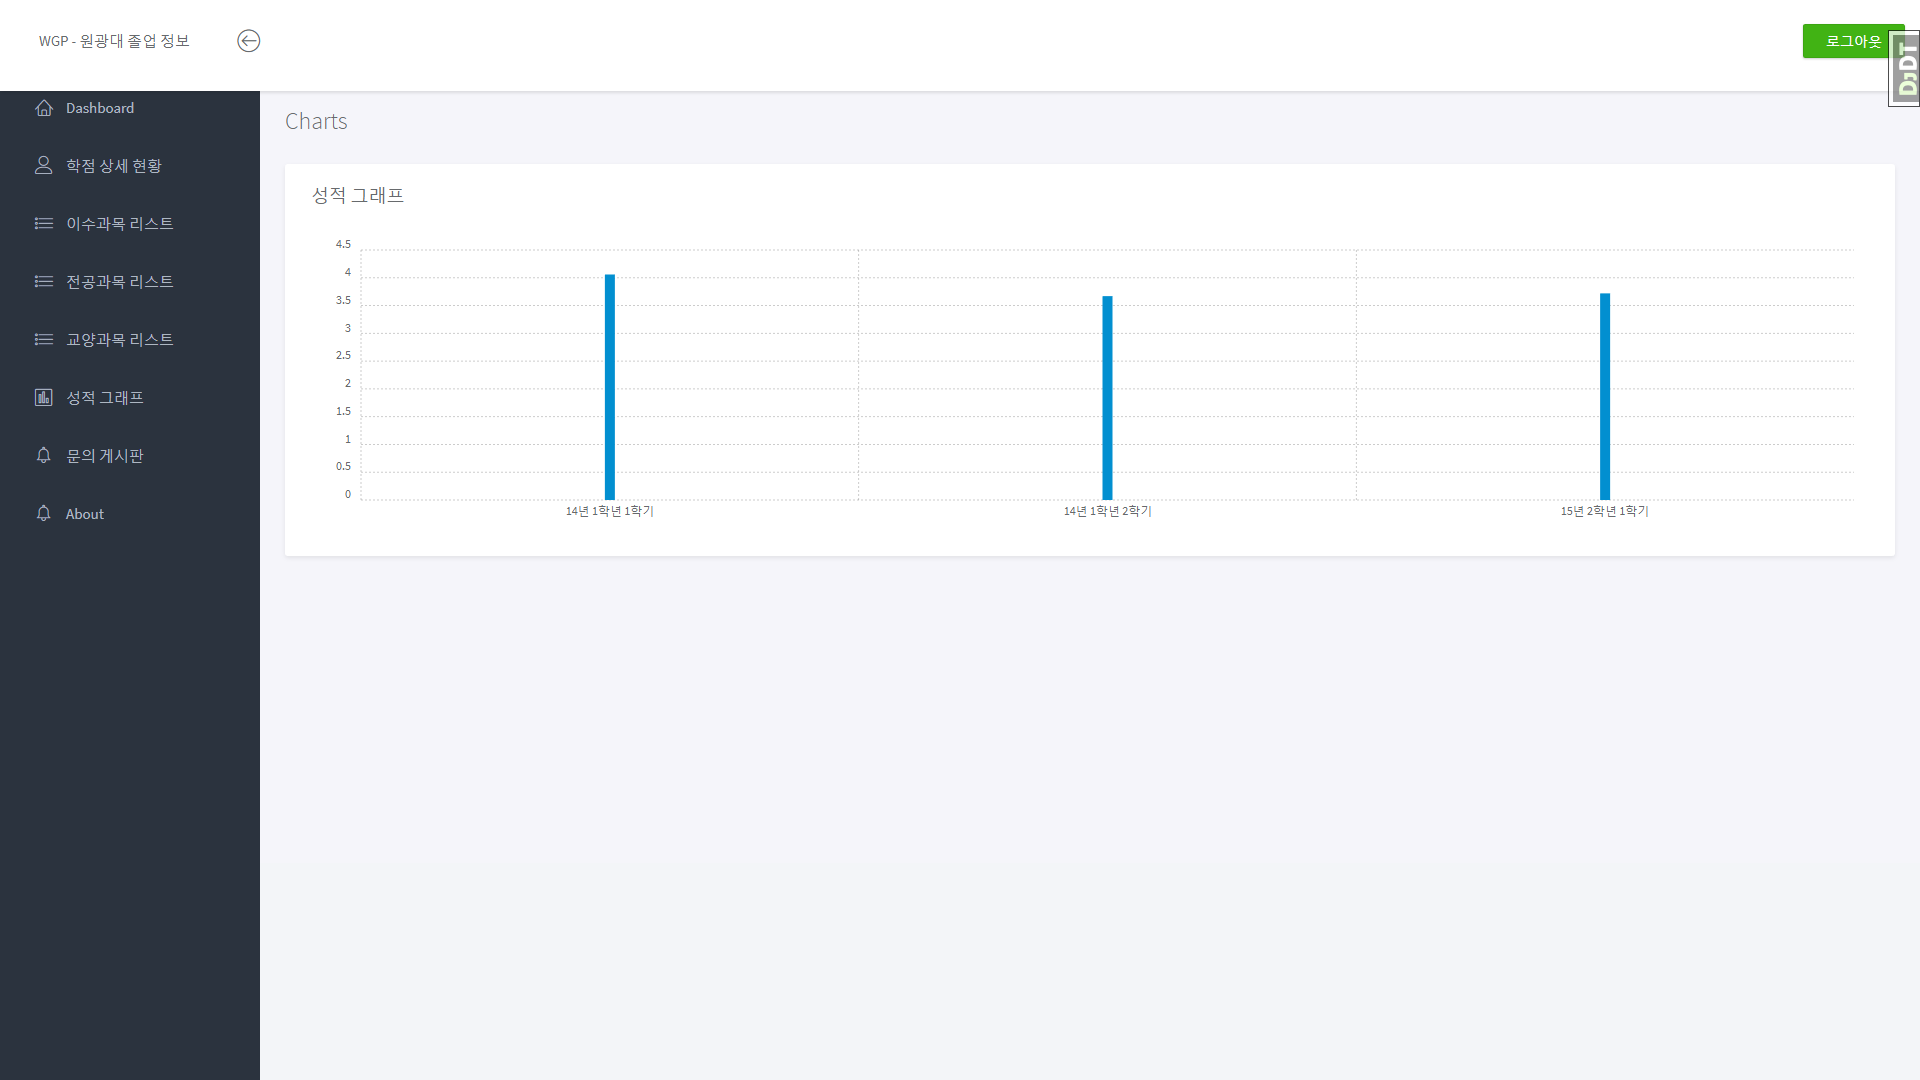 WGP - 원광대 졸업 정보
로그아웃
DJDT
Dashboard
학점 상세 현황
이수과목 리스트
전공과목 리스트
교양과목 리스트
성적 그래프
문의 게시판
About
Charts
성적 그래프
4.5
4
3.5
3
2.5
2
1.5
1
0.5
0
14년 1학년 1학기
14년 1학년 2학기
15년 2학년 1학기